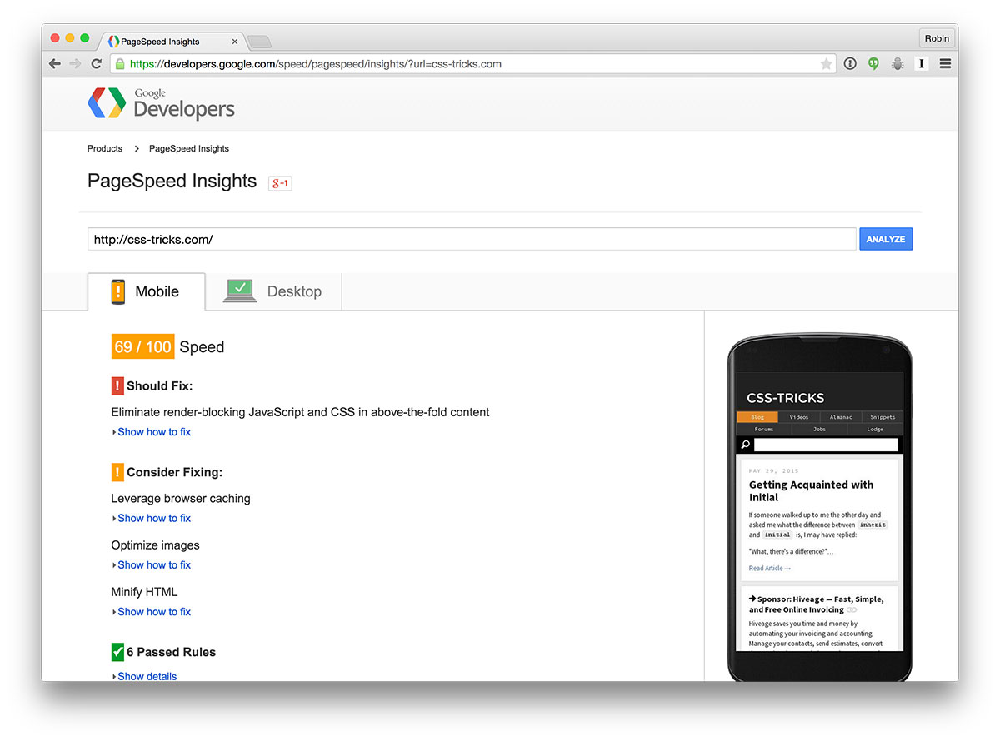 PageSpeed Insights
Robin
https://developers.google.com/speed/pagespeed/insights/?url=css-tricks.com
Google
Developers
Products > PageSpeed Insights
PageSpeed Insights g+1
http://css-tricks.com/ ANALYZE
Mobile Desktop
69 / 100 Speed
! Should Fix:
Eliminate render-blocking JavaScript and CSS in above-the-fold content
Show how to fix
! Consider Fixing:
Leverage browser caching
Show how to fix
Optimize images
Show how to fix
Minify HTML
Show how to fix
6 Passed Rules
Show details
CSS-TRICKS
Blog Videos Almanac Snippets
Forums Jobs Lodge
MAY 29, 2015
Getting Acquainted with
Initial
If someone walked up to me the other day and
asked me what the difference between inherit
and initial is, I may have replied:
"What, there's a difference?"…
Read Article →
→ Sponsor: Hiveage — Fast, Simple,
and Free Online Invoicing
Hiveage saves you time and money by
automating your invoicing and accounting.
Manage your contacts, send estimates, convert